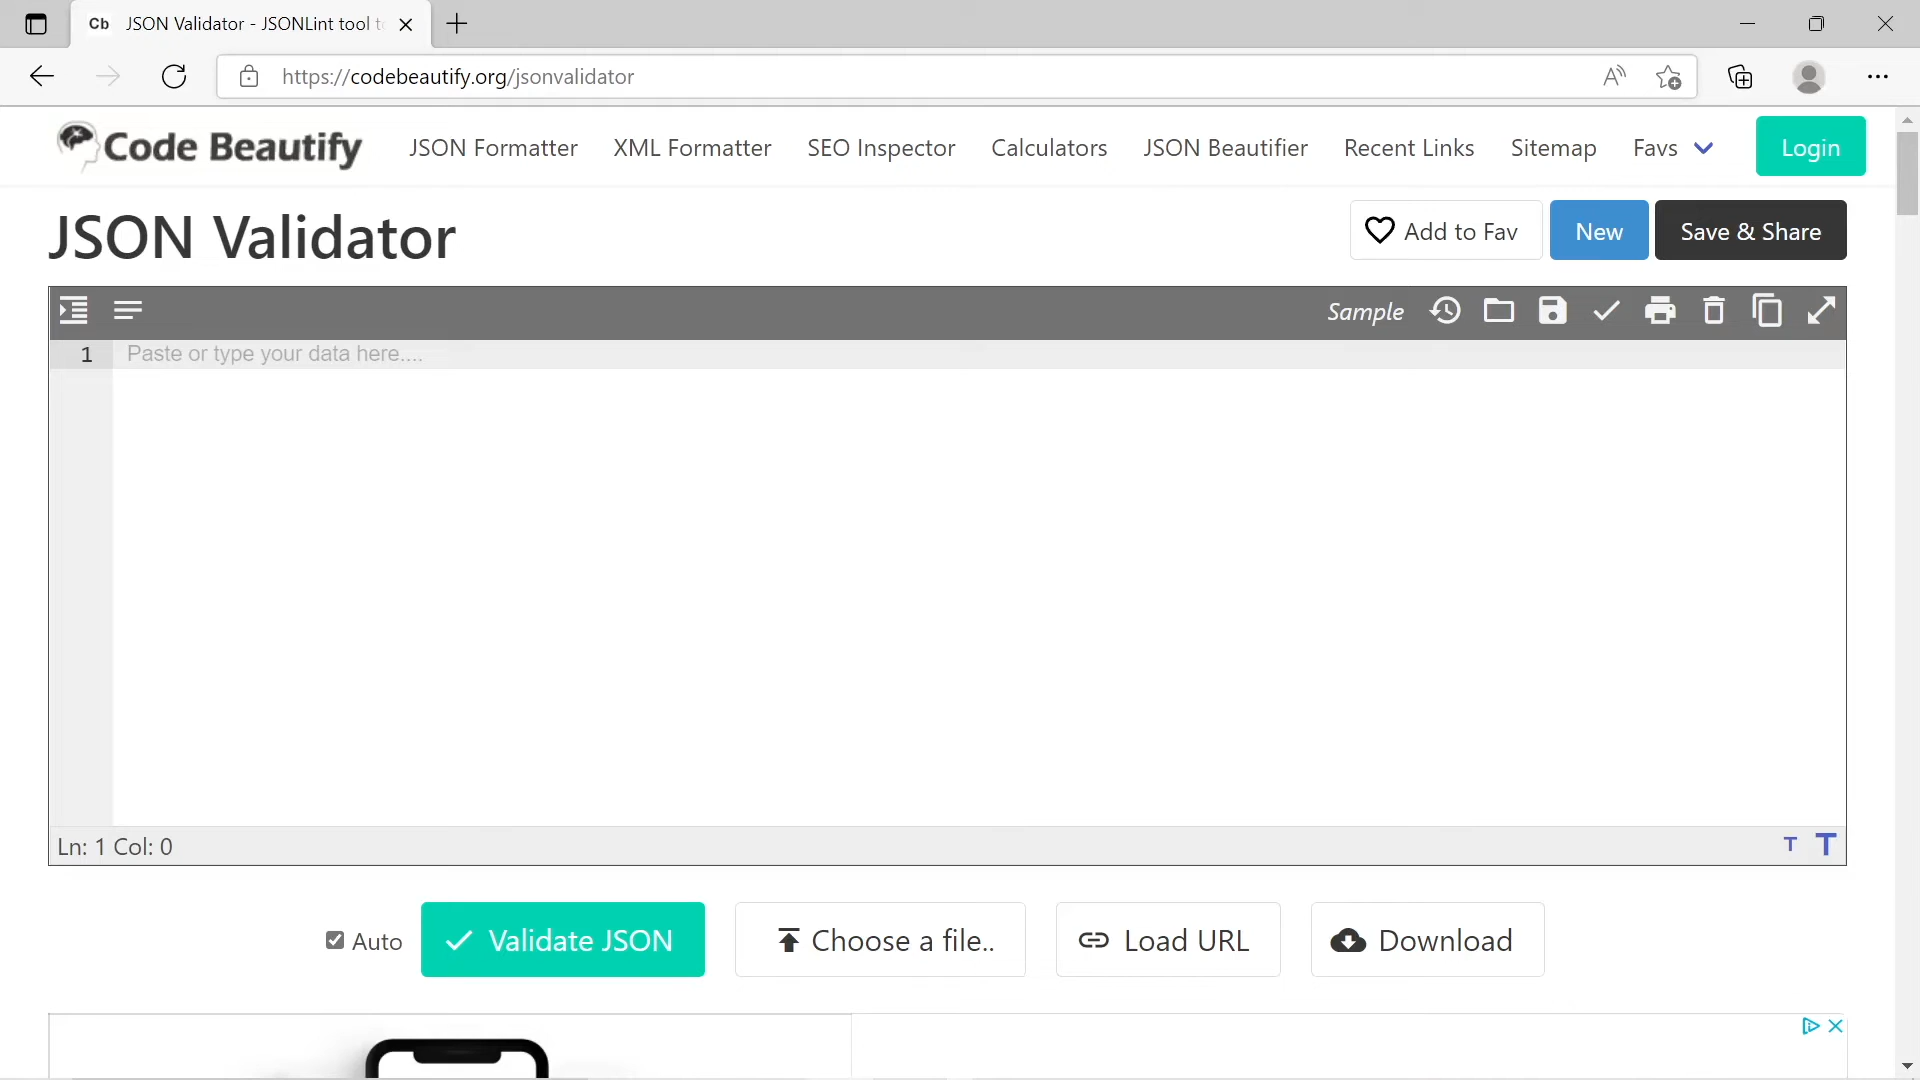 Cb JSON Validator - JSONLint tool t
https://codebeautify.org/jsonvalidator
Code Beautify JSON Formatter XML Formatter SEO Inspector Calculators JSON Beautifier Recent Links Sitemap Favs Login
JSON Validator Add to Fav New Save & Share
Sample
1 Paste or type your data here....
Ln: 1 Col: 0 T T
Auto Validate JSON Choose a file.. Load URL Download